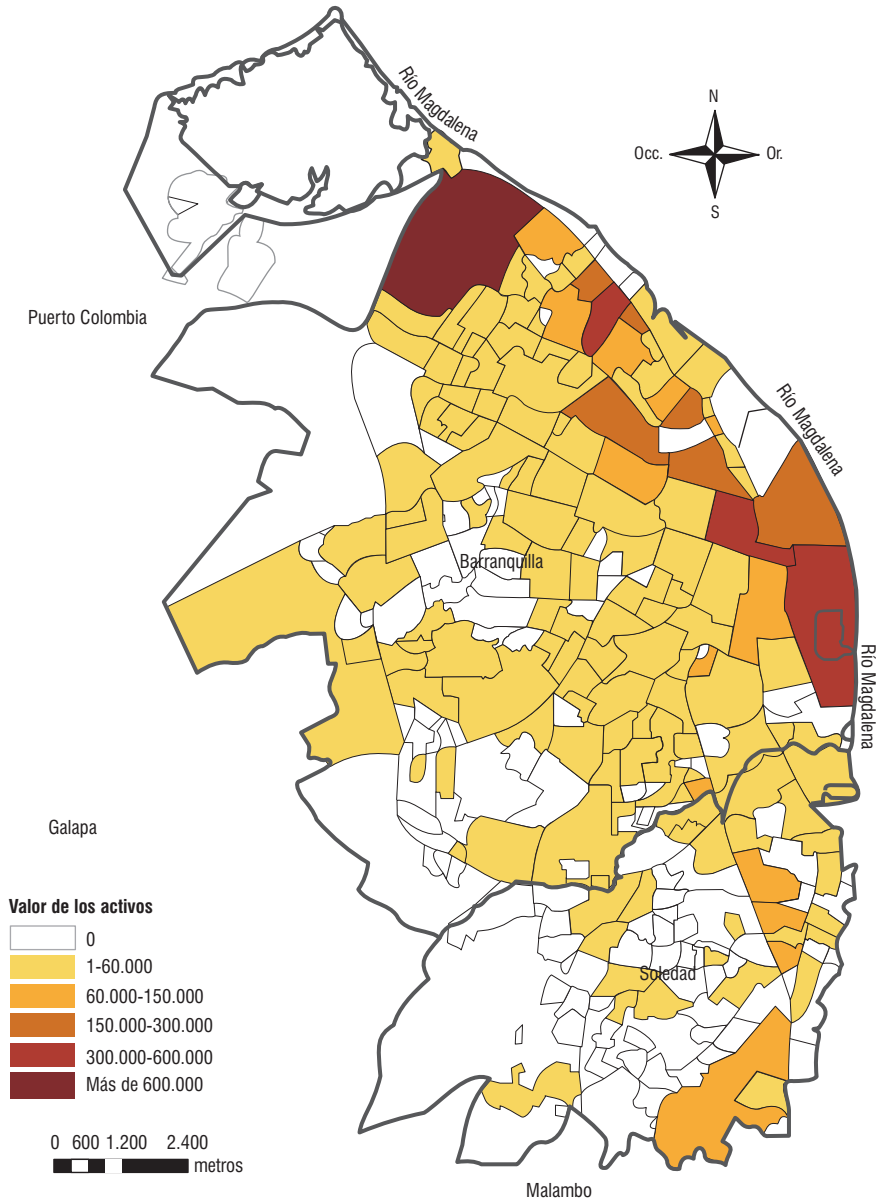 Río Magdalena
N
Occ.
Or.
S
Puerto Colombia
Río Magdalena
Barranquilla
Río Magdalena
Galapa
Valor de los activos
0
1-60.000
60.000-150.000
150.000-300.000
300.000-600.000
Más de 600.000
Soledad
0 600 1.200 2.400
metros
Malambo